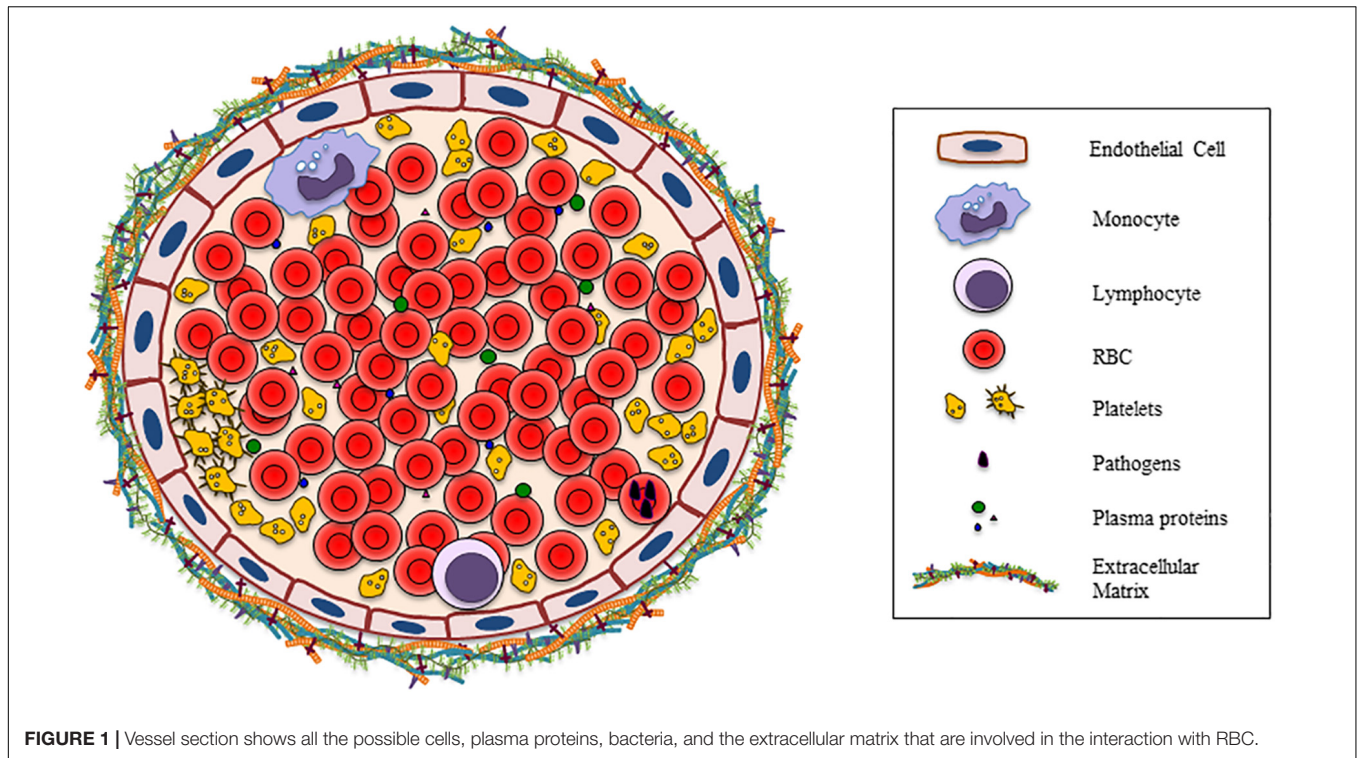 Endothelial Cell
Monocyte
Lymphocyte
RBC
Platelets
Pathogens
Plasma proteins
Extracellular
Matrix
FIGURE 1 | Vessel section shows all the possible cells, plasma proteins, bacteria, and the extracellular matrix that are involved in the interaction with RBC.